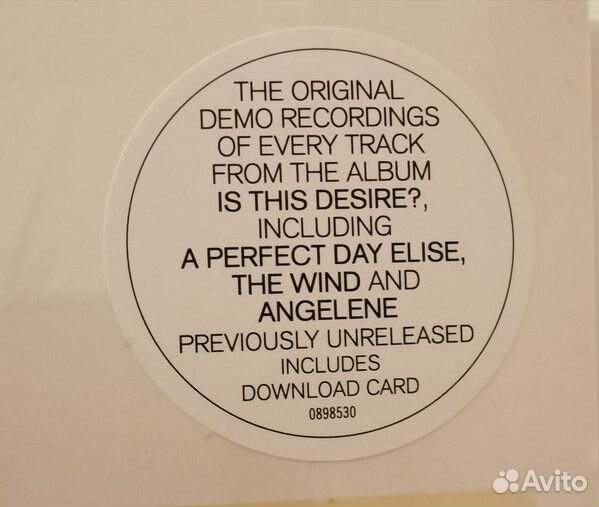 THE ORIGINAL
DEMO RECORDINGS
OF EVERY TRACK
FROM THE ALBUM
IS THIS DESIRE?,
INCLUDING
A PERFECT DAY ELISE,
THE WIND AND
ANGELENE
PREVIOUSLY UNRELEASED
INCLUDES
DOWNLOAD CARD
0898530
Avito